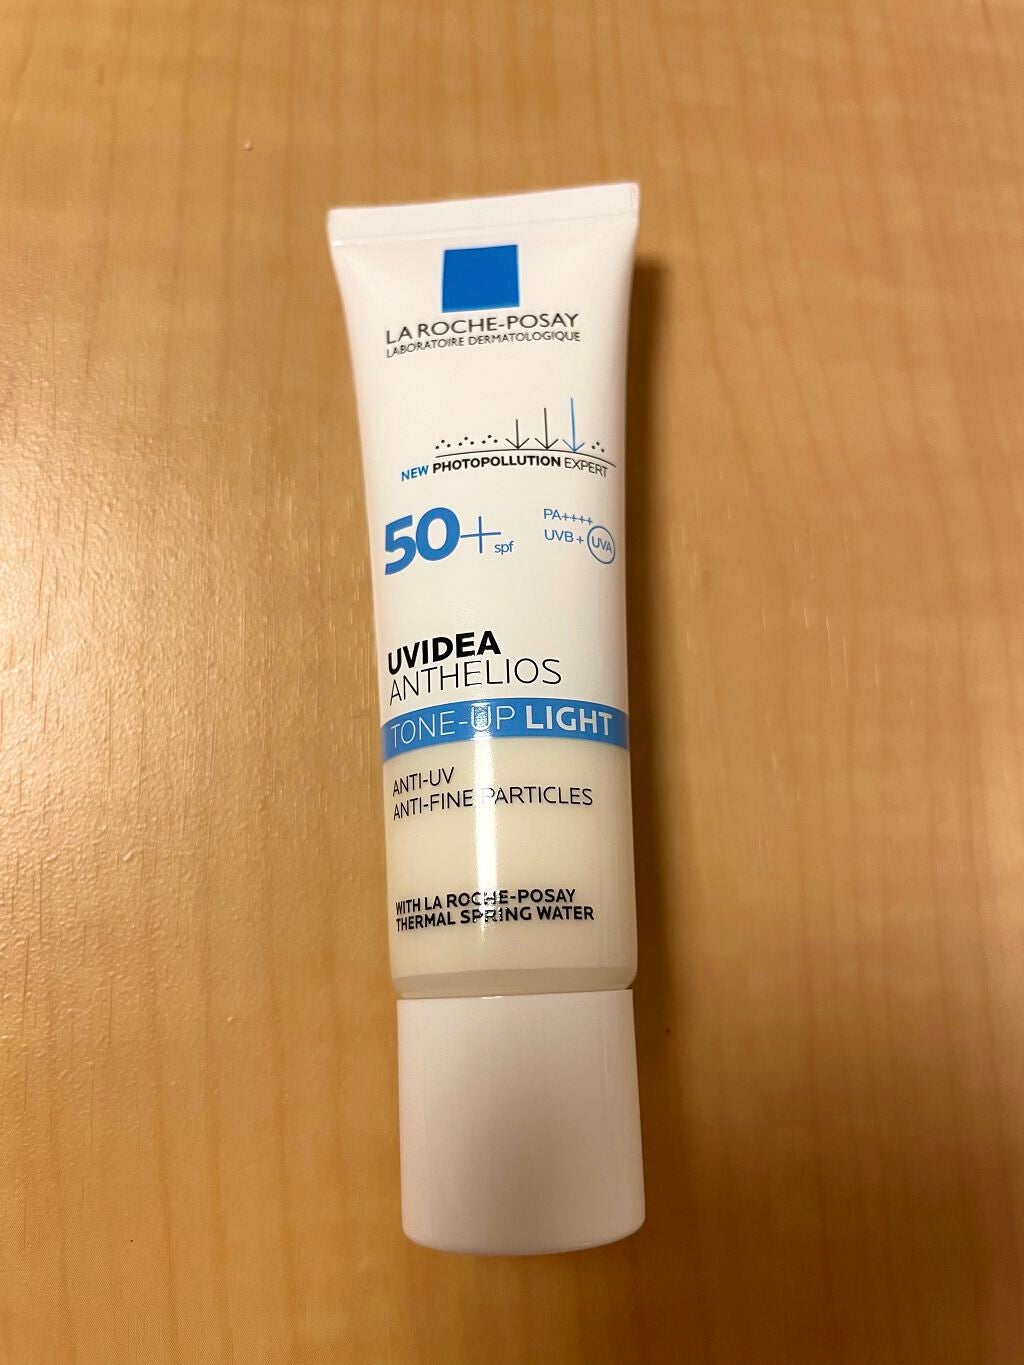 LA ROCHE-POSAY
LABORATOIRE DERMATOLOGIQUE
NEW PHOTOPOLLUTION EXPERT
50+ spf
PA++++
UVB + UVA
UVIDEA
ANTHELIOS
TONE-UP LIGHT
ANTI-UV
ANTI-FINE PARTICLES
WITH LA ROCHE-POSAY
THERMAL SPRING WATER